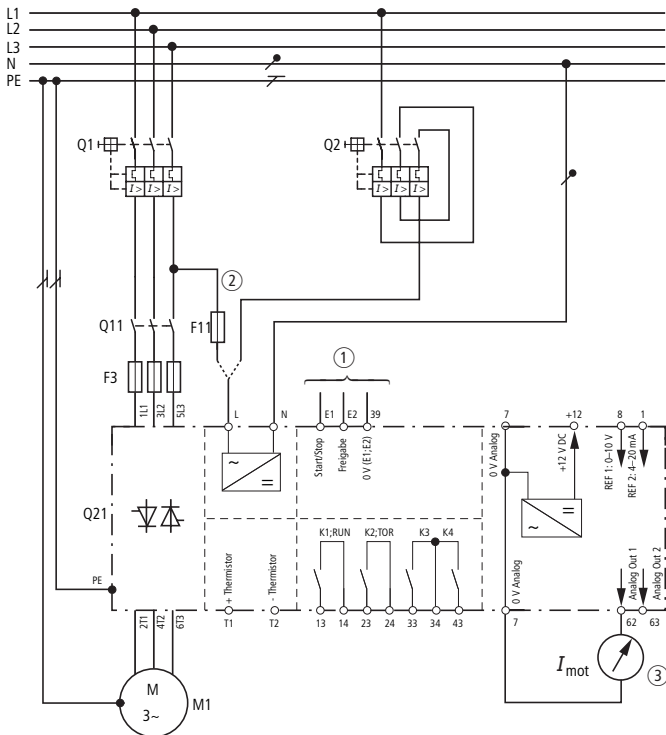 L1
L2
L3
N
PE
Q1
I> I> I>
Q2
I> I> I>
②
Q11
F11
①
F3
1L1
3L2
5L3
L
N
E1
E2
39
7
+12
8
1
Start/Stop
Freigabe
0 V (E1;E2)
0 V Analog
+12 V DC
REF 1: 0–10 V
REF 2: 4–20 mA
~
=
=
~
Q21
K1;RUN
K2;TOR
K3
K4
+ Thermistor
- Thermistor
0 V Analog
Analog Out 1
Analog Out 2
PE
2T1
4T2
6T3
T1
T2
13
14
23
24
33
34
43
7
62
63
M
3~
M1
Imot
③